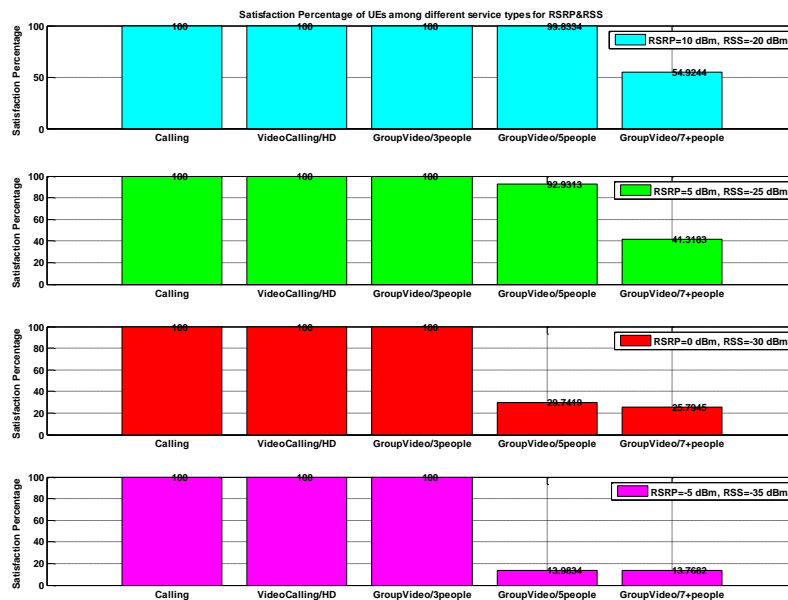 Satisfaction Percentage of UEs among different service types for RSRP&RSS
Satisfaction Percentage
100
50
0
100
100
100
99.8334
54.9244
RSRP=10 dBm, RSS=-20 dBm
Calling
VideoCalling/HD
GroupVideo/3people
GroupVideo/5people
GroupVideo/7+people
Satisfaction Percentage
100
80
60
40
20
0
100
100
100
92.9313
41.3183
RSRP=5 dBm, RSS=-25 dBm
Calling
VideoCalling/HD
GroupVideo/3people
GroupVideo/5people
GroupVideo/7+people
Satisfaction Percentage
100
80
60
40
20
0
100
100
100
29.7419
25.7945
RSRP=0 dBm, RSS=-30 dBm
Calling
VideoCalling/HD
GroupVideo/3people
GroupVideo/5people
GroupVideo/7+people
Satisfaction Percentage
100
80
60
40
20
0
100
100
100
13.9834
13.7682
RSRP=-5 dBm, RSS=-35 dBm
Calling
VideoCalling/HD
GroupVideo/3people
GroupVideo/5people
GroupVideo/7+people